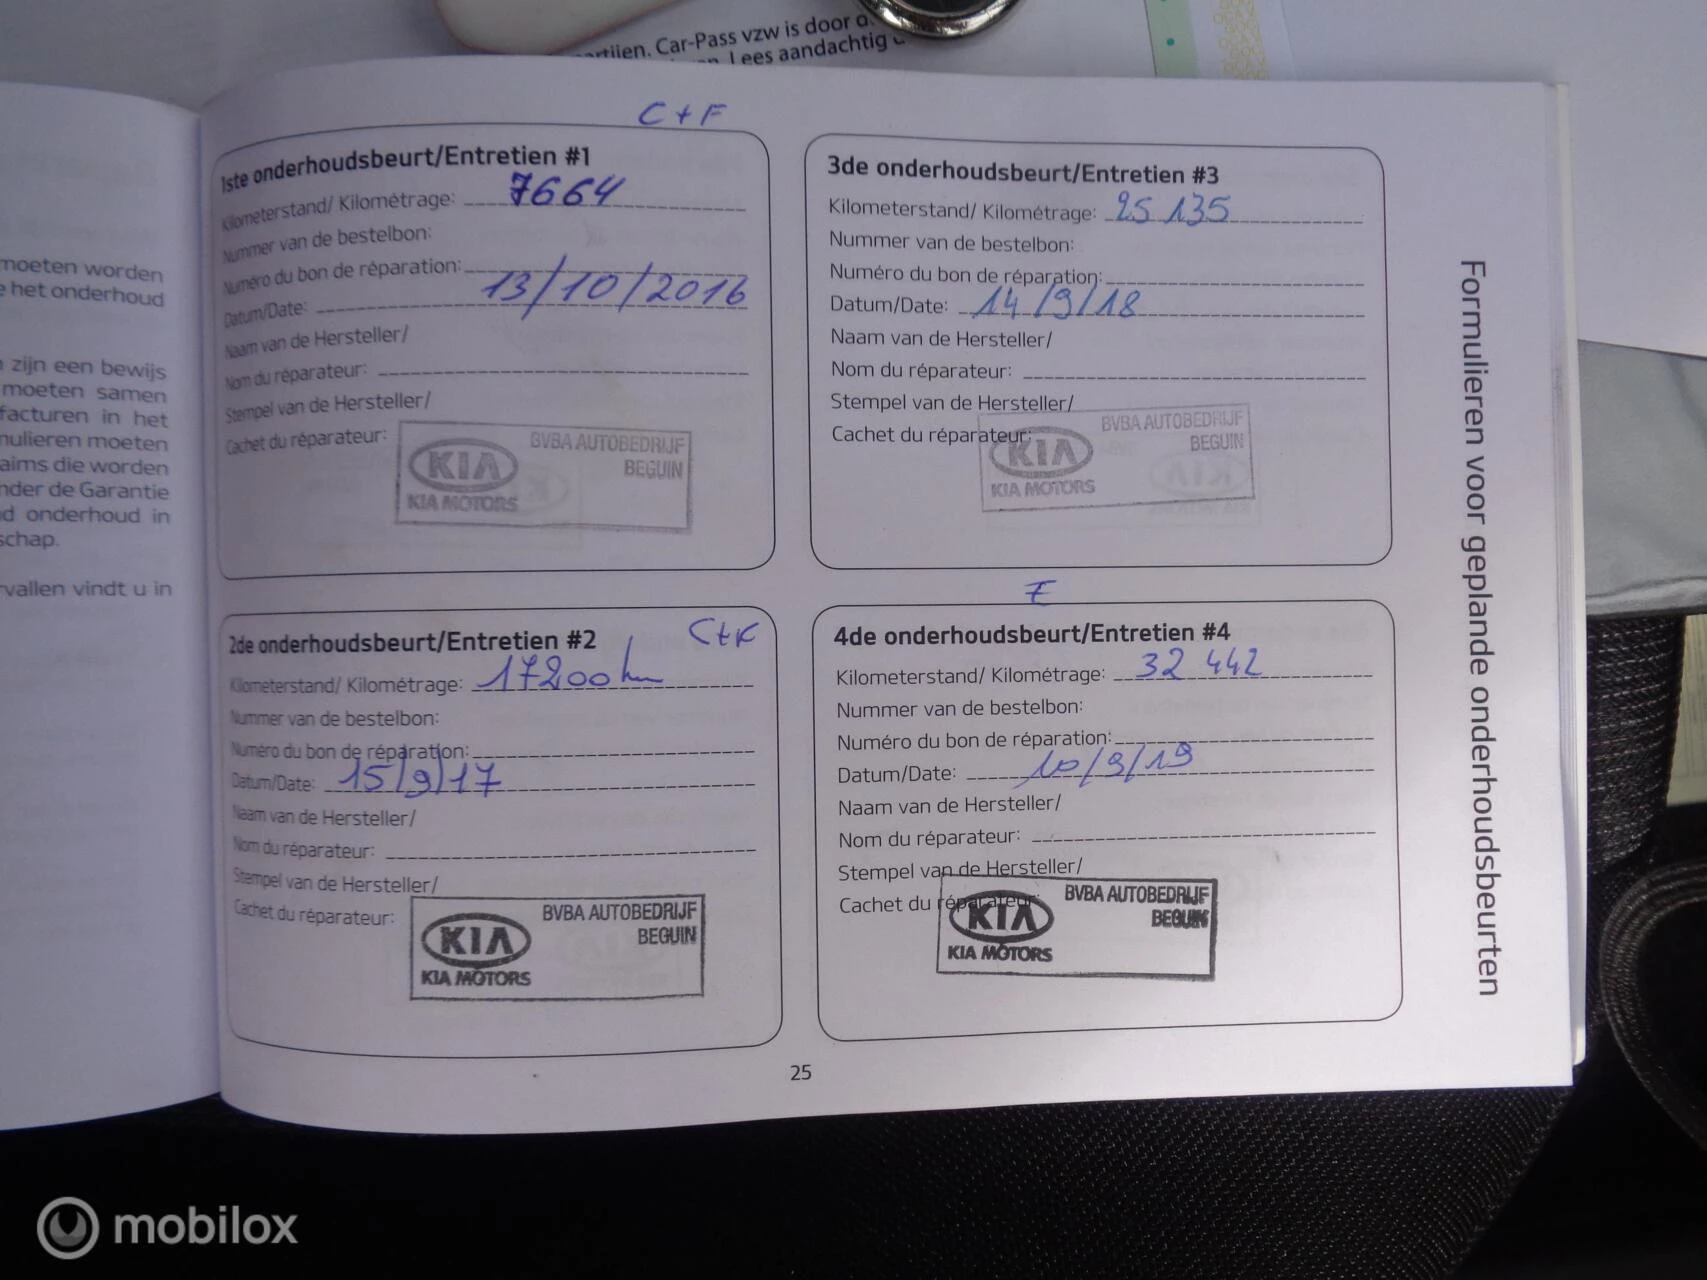 Car-Pass vzw is door
Lees aandachtig
moeten worden
het onderhoud
zijn een bewijs
moeten samen
facturen in het
moeten
die worden
de Garantie
onderhoud in
vindt u in
C + F
1ste onderhoudsbeurt/Entretien #1
Kilometerstand/ Kilométrage: 7664
Nummer van de bestelbon:
Numéro du bon de réparation:
Datum/Date: 13/10/2016
Naam van de Hersteller/
Nom du réparateur:
Stempel van de Hersteller/
Cachet du réparateur:
KIA
KIA MOTORS
BVBA AUTOBEDRIJF
BEGUIN
2de onderhoudsbeurt/Entretien #2
Kilometerstand/ Kilométrage: 17200 km
Nummer van de bestelbon:
Numéro du bon de réparation:
Datum/Date: 15/9/17
Naam van de Hersteller/
Nom du réparateur:
Stempel van de Hersteller/
Cachet du réparateur:
KIA
KIA MOTORS
BVBA AUTOBEDRIJF
BEGUIN
3de onderhoudsbeurt/Entretien #3
Kilometerstand/ Kilométrage: 25 135
Nummer van de bestelbon:
Numéro du bon de réparation:
Datum/Date: 14/9/18
Naam van de Hersteller/
Nom du réparateur:
Stempel van de Hersteller/
Cachet du réparateur:
KIA
KIA MOTORS
BVBA AUTOBEDRIJF
BEGUIN
4de onderhoudsbeurt/Entretien #4
Kilometerstand/ Kilométrage: 32 442
Nummer van de bestelbon:
Numéro du bon de réparation:
Datum/Date: 10/9/19
Naam van de Hersteller/
Nom du réparateur:
Stempel van de Hersteller/
Cachet du réparateur:
KIA
KIA MOTORS
BVBA AUTOBEDRIJF
BEGUIN
Formulieren voor geplande onderhoudsbeurten
25
mobilox